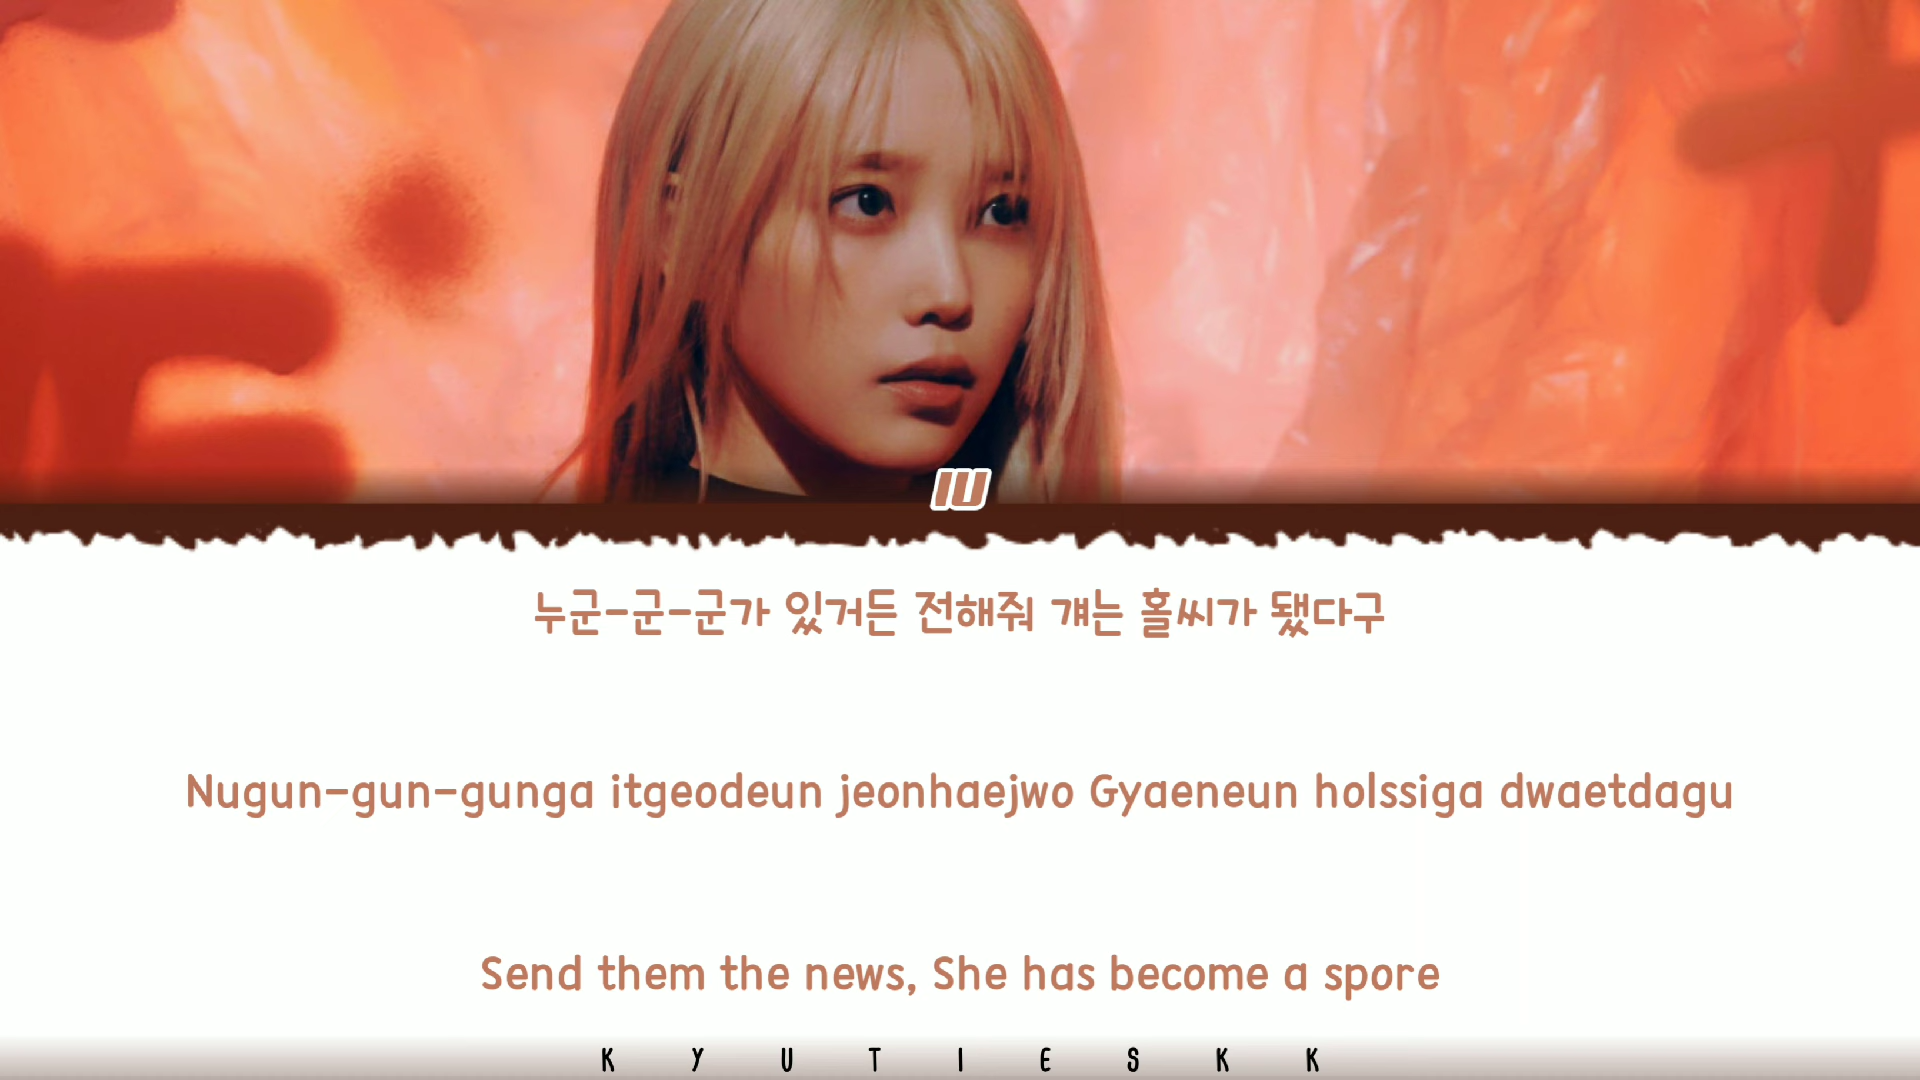 IU
누군-군-군가 있거든 전해줘 걔는 홀씨가 됐다구
Nugun-gun-gunga itgeodeun jeonhaejwo Gyaeneun holssiga dwaetdagu
Send them the news, She has become a spore
KYUTIESKK